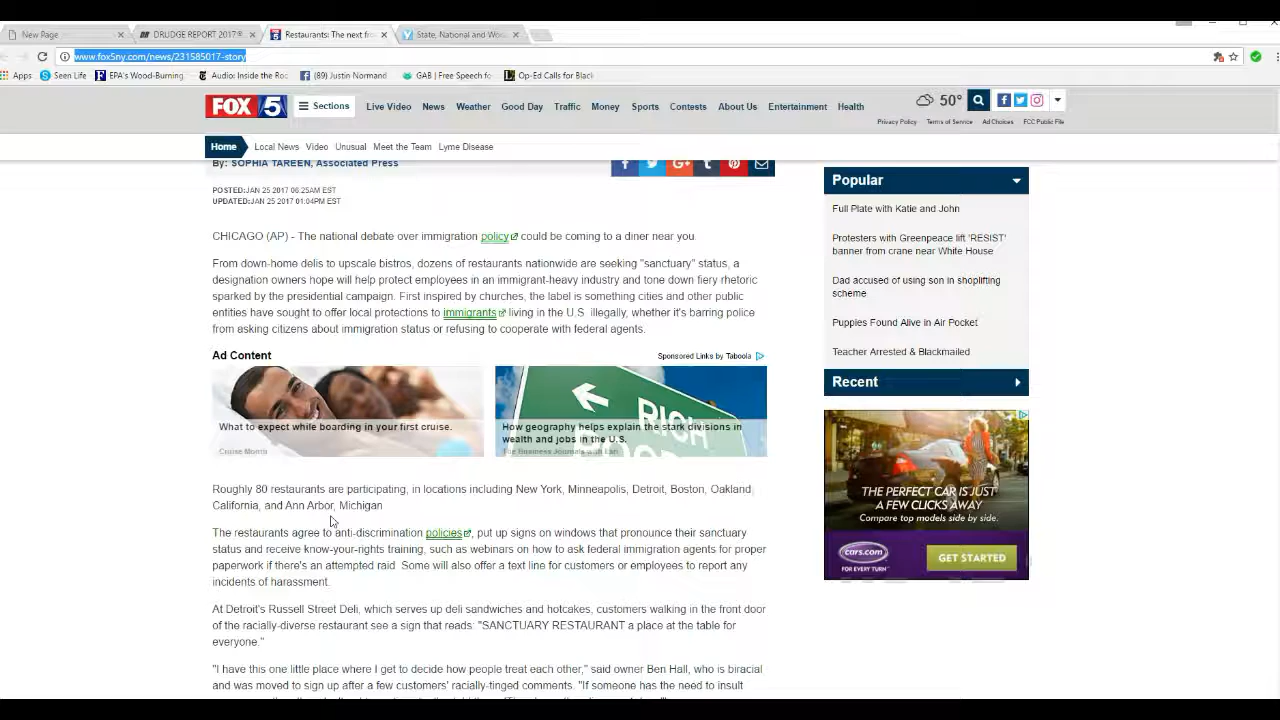 New Page
DRUDGE REPORT 2017®
Restaurants: The next fro
State, National and Wor
www.fox5ny.com/news/231585017-story
Apps Seen Life EPA's Wood-Burning Audio: Inside the Roc (89) Justin Normand GAB | Free Speech fo Op-Ed Calls for Black
FOX 5 Sections Live Video News Weather Good Day Traffic Money Sports Contests About Us Entertainment Health 50°
Privacy Policy Terms of Service Ad Choices FCC Public File
Home Local News Video Unusual Meet the Team Lyme Disease
By: SOPHIA TAREEN, Associated Press
POSTED:JAN 25 2017 06:25AM EST
UPDATED:JAN 25 2017 01:04PM EST
CHICAGO (AP) - The national debate over immigration policy could be coming to a diner near you.
From down-home delis to upscale bistros, dozens of restaurants nationwide are seeking "sanctuary" status, a
designation owners hope will help protect employees in an immigrant-heavy industry and tone down fiery rhetoric
sparked by the presidential campaign. First inspired by churches, the label is something cities and other public
entities have sought to offer local protections to immigrants living in the U.S. illegally, whether it's barring police
from asking citizens about immigration status or refusing to cooperate with federal agents.
Ad Content
Sponsored Links by Taboola
What to expect while boarding in your first cruise.
Cruise Morris
RICH
How geography helps explain the stark divisions in
wealth and jobs in the U.S.
Roughly 80 restaurants are participating, in locations including New York, Minneapolis, Detroit, Boston, Oakland,
California, and Ann Arbor, Michigan
The restaurants agree to anti-discrimination policies, put up signs on windows that pronounce their sanctuary
status and receive know-your-rights training, such as webinars on how to ask federal immigration agents for proper
paperwork if there's an attempted raid. Some will also offer a text line for customers or employees to report any
incidents of harassment.
At Detroit's Russell Street Deli, which serves up deli sandwiches and hotcakes, customers walking in the front door
of the racially-diverse restaurant see a sign that reads: "SANCTUARY RESTAURANT a place at the table for
everyone."
"I have this one little place where I get to decide how people treat each other," said owner Ben Hall, who is biracial
and was moved to sign up after a few customers' racially-tinged comments. "If someone has the need to insult
Popular
Full Plate with Katie and John
Protesters with Greenpeace lift 'RESIST'
banner from crane near White House
Dad accused of using son in shoplifting
scheme
Puppies Found Alive in Air Pocket
Teacher Arrested & Blackmailed
Recent
THE PERFECT CAR IS JUST
A FEW CLICKS AWAY
Compare top models side by side.
cars.com
FOR EVERY TURN
GET STARTED